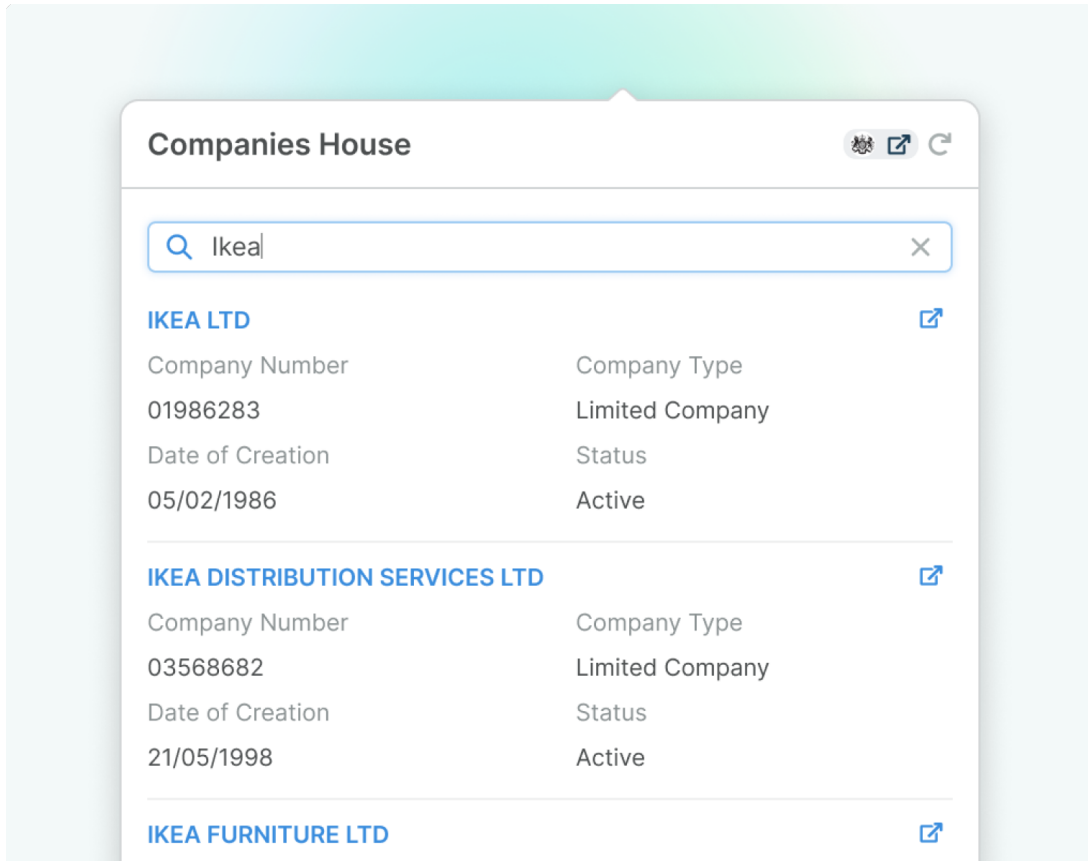 Companies House
Ikea
IKEA LTD
Company Number Company Type
01986283 Limited Company
Date of Creation Status
05/02/1986 Active
IKEA DISTRIBUTION SERVICES LTD
Company Number Company Type
03568682 Limited Company
Date of Creation Status
21/05/1998 Active
IKEA FURNITURE LTD